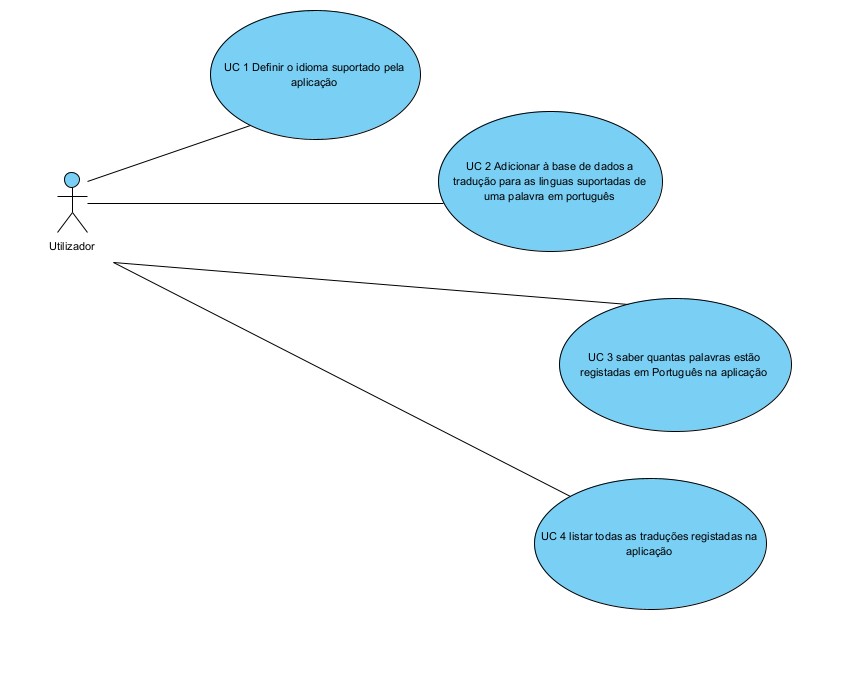 UC 1 Definir o idioma suportado pela
aplicação
UC 2 Adicionar à base de dados a
tradução para as linguas suportadas de
uma palavra em português
Utilizador
UC 3 saber quantas palavras estão
registadas em Português na aplicação
UC 4 listar todas as traduções registadas na
aplicação